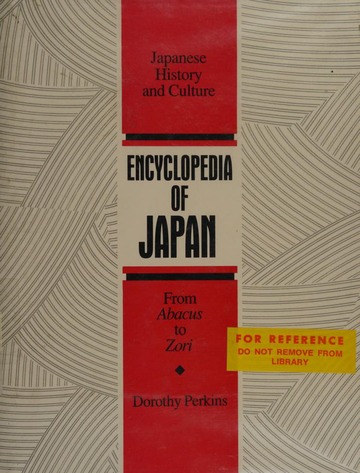 Japanese
History
and Culture
ENCYCLOPEDIA
OF
JAPAN
From
Abacus
to
Zori
Dorothy Perkins
FOR REFERENCE
DO NOT REMOVE FROM
LIBRARY